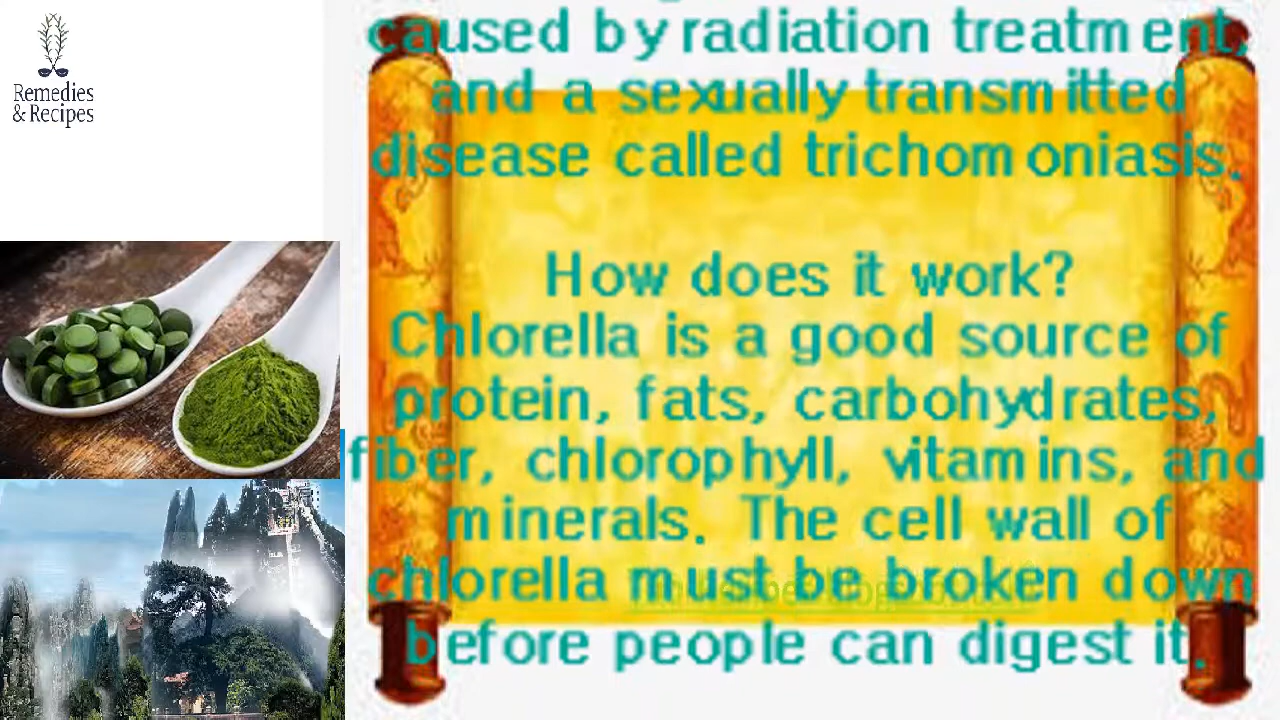 Remedies
& Recipes
caused by radiation treatment,
and a sexually transmitted
disease called trichomoniasis.
How does it work?
Chlorella is a good source of
protein, fats, carbohydrates,
fiber, chlorophyll, vitamins, and
minerals. The cell wall of
chlorella must be broken down
before people can digest it.